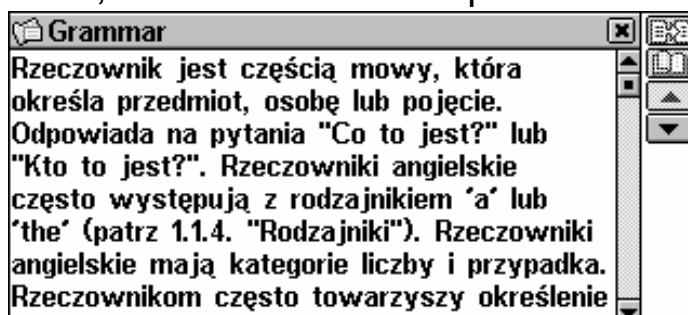 Grammar
Rzeczownik jest częścią mowy, która
określa przedmiot, osobę lub pojęcie.
Odpowiada na pytania "Co to jest?" lub
"Kto to jest?". Rzeczowniki angielskie
często występują z rodzajnikiem ′a′ lub
′the′ (patrz 1.1.4. "Rodzajniki"). Rzeczowniki
angielskie mają kategorie liczby i przypadka.
Rzeczownikom często towarzyszy określenie